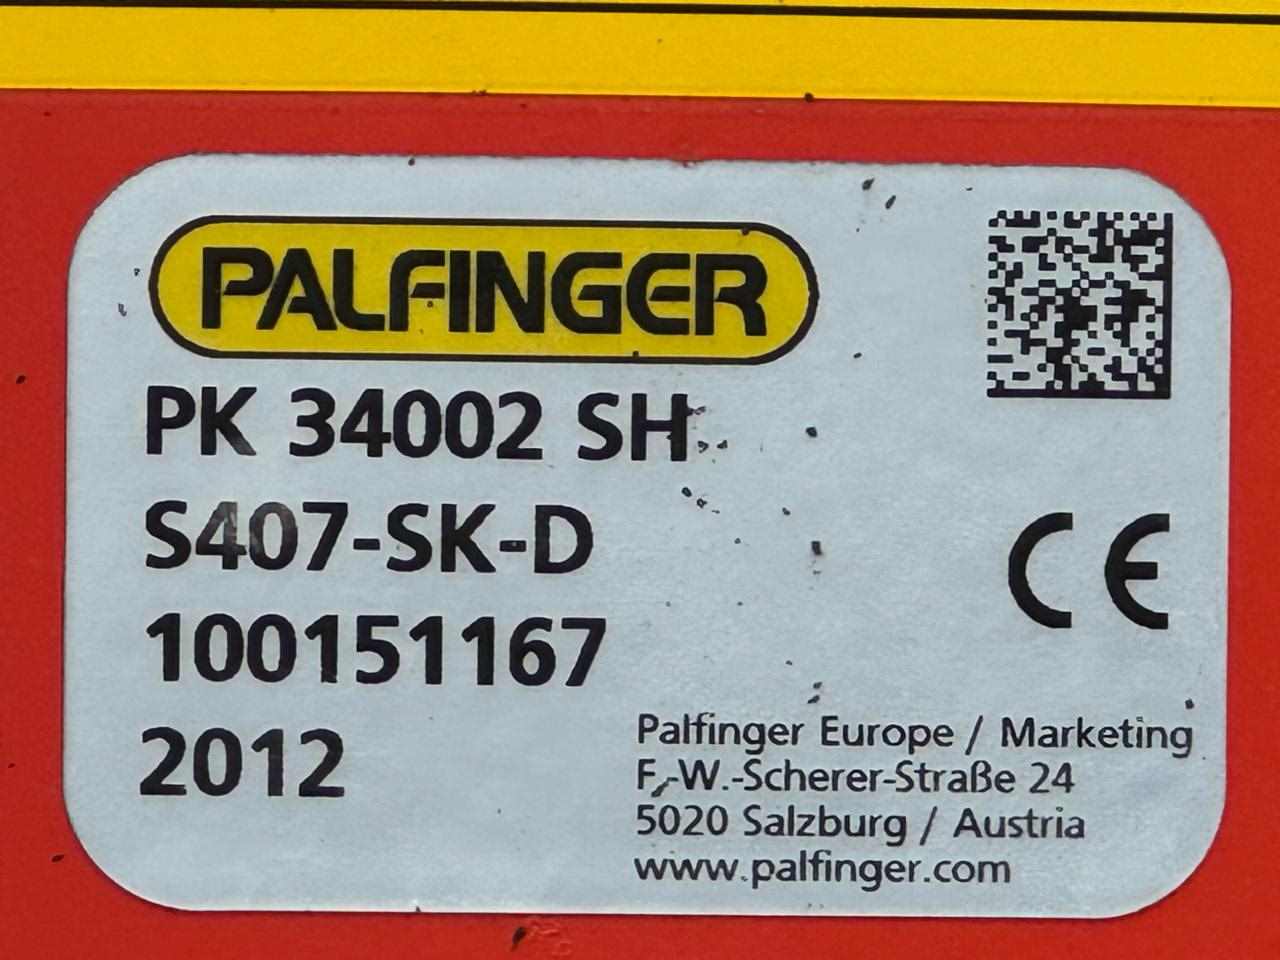 PALFINGER
PK 34002 SH
S407-SK-D
100151167
2012
CE
Palfinger Europe / Marketing
F.-W.-Scherer-Straße 24
5020 Salzburg / Austria
www.palfinger.com